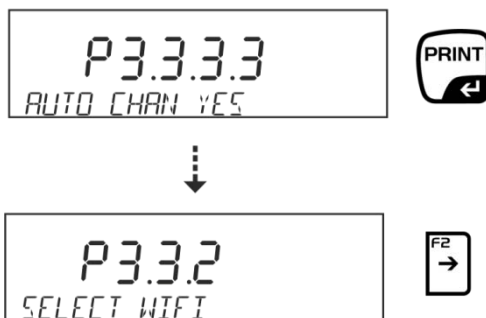 P3.3.3.3
AUTO CHAN YES
PRINT
P3.3.2
SELECT WIFI
F2